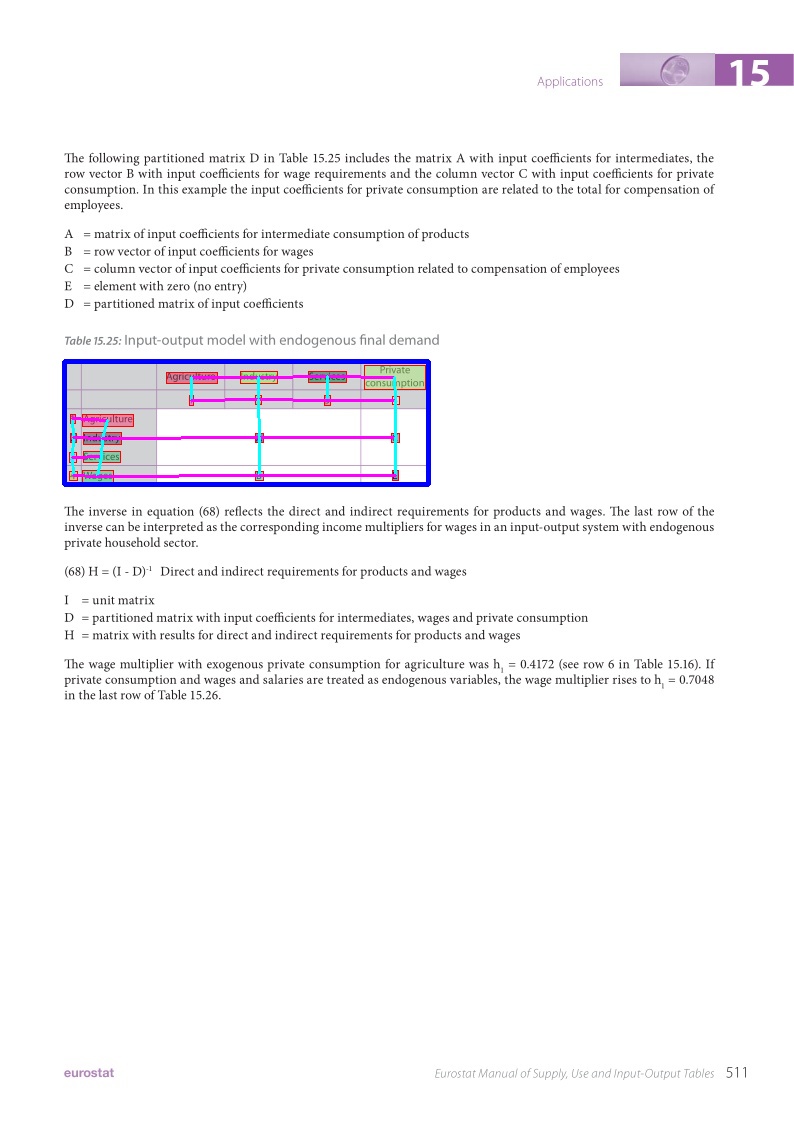 Applications
15
The following partitioned matrix D in Table 15.25 includes the matrix A with input coefficients for intermediates, the
row vector B with input coefficients for wage requirements and the column vector C with input coefficients for private
consumption. In this example the input coefficients for private consumption are related to the total for compensation of
employees.
A = matrix of input coefficients for intermediate consumption of products
B = row vector of input coefficients for wages
C = column vector of input coefficients for private consumption related to compensation of employees
E = element with zero (no entry)
D = partitioned matrix of input coefficients
Table 15.25: Input-output model with endogenous final demand
Agriculture Industry Services Private
consumption
Agriculture
Industry
Services
Wages
The inverse in equation (68) reflects the direct and indirect requirements for products and wages. The last row of the
inverse can be interpreted as the corresponding income multipliers for wages in an input-output system with endogenous
private household sector.
(68) H = (I - D)-1 Direct and indirect requirements for products and wages
I = unit matrix
D = partitioned matrix with input coefficients for intermediates, wages and private consumption
H = matrix with results for direct and indirect requirements for products and wages
The wage multiplier with exogenous private consumption for agriculture was h1 = 0.4172 (see row 6 in Table 15.16). If
private consumption and wages and salaries are treated as endogenous variables, the wage multiplier rises to h1 = 0.7048
in the last row of Table 15.26.
eurostat
Eurostat Manual of Supply, Use and Input-Output Tables 511